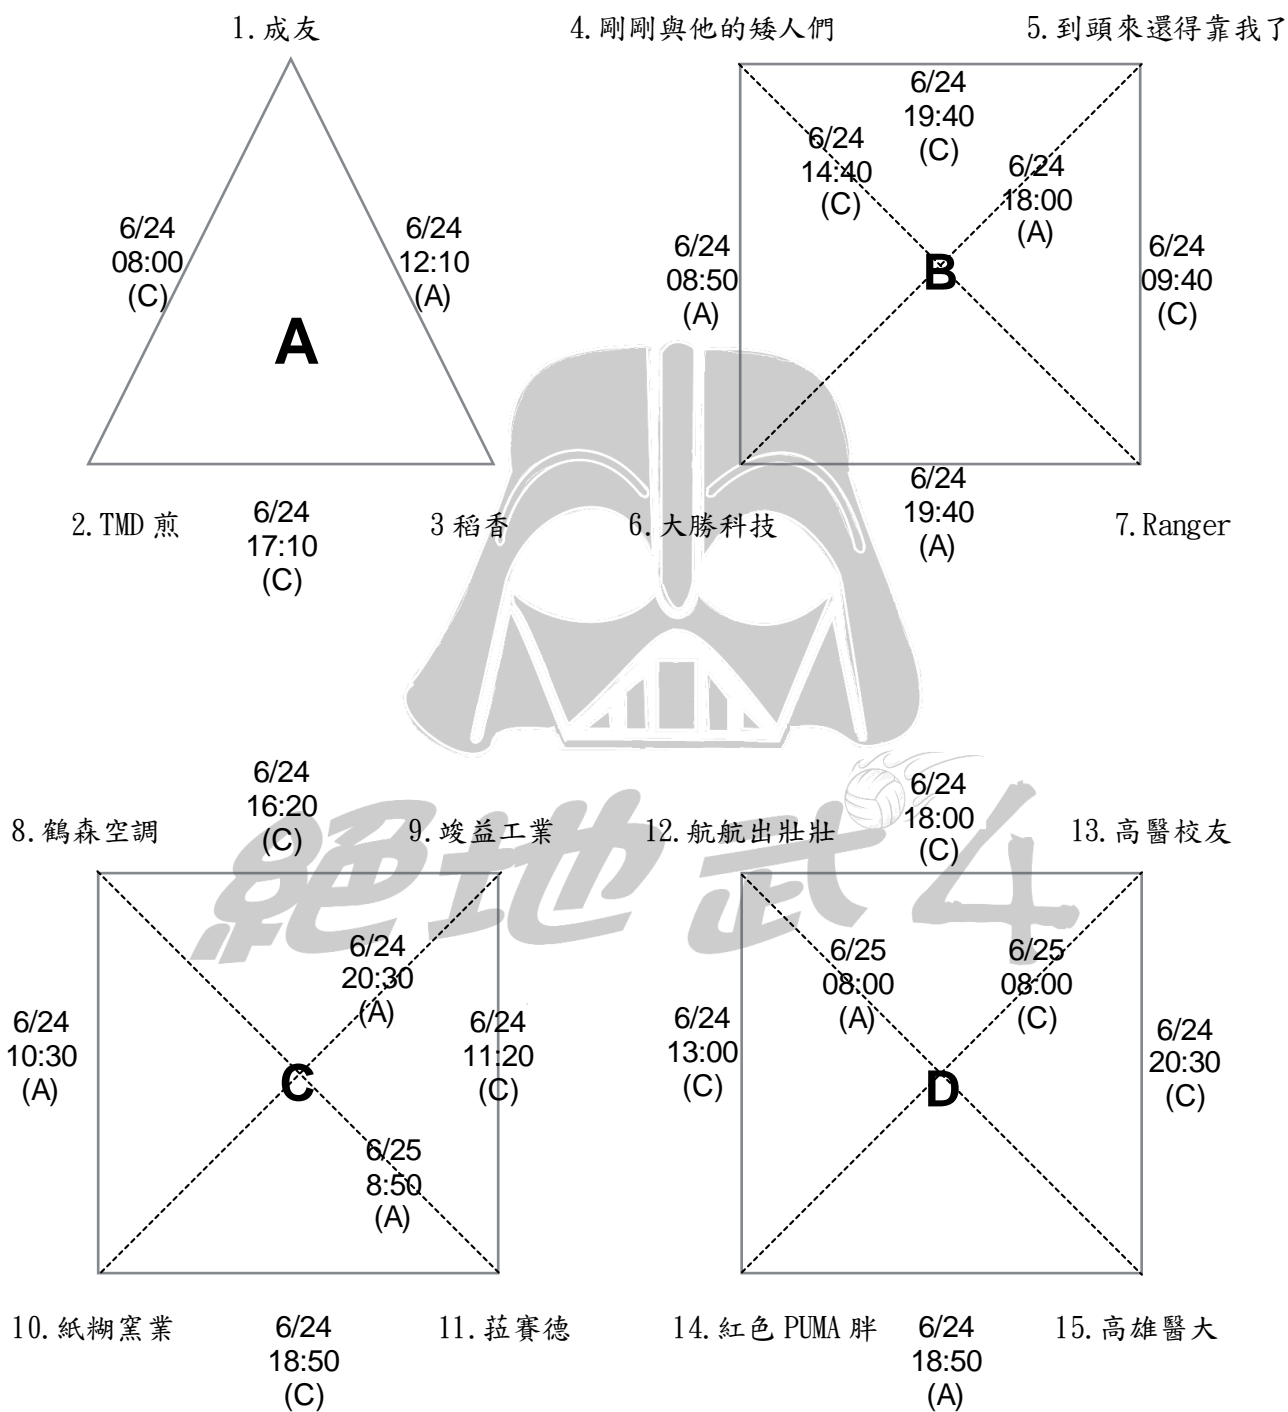 1.成友
6/24
08:00
(C)
6/24
12:10
(A)
A
2.TMD 煎
6/24
17:10
(C)
3 稻香
4.剛剛與他的矮人們
5.到頭來還得靠我了
6/24
19:40
(C)
6/24
14:40
(C)
6/24
18:00
(A)
6/24
08:50
(A)
B
6/24
09:40
(C)
6.大勝科技
6/24
19:40
(A)
7.Ranger
8.鶴森空調
6/24
16:20
(C)
9.竣益工業
6/24
20:30
(A)
6/24
10:30
(A)
C
6/24
11:20
(C)
6/25
8:50
(A)
10.紙糊窯業
6/24
18:50
(C)
11.菈賽德
12.航航出壯壯
6/24
18:00
(C)
13.高醫校友
6/25
08:00
(A)
6/25
08:00
(C)
6/24
13:00
(C)
D
6/24
20:30
(C)
14.紅色 PUMA 胖
6/24
18:50
(A)
15.高雄醫大
絕地武4